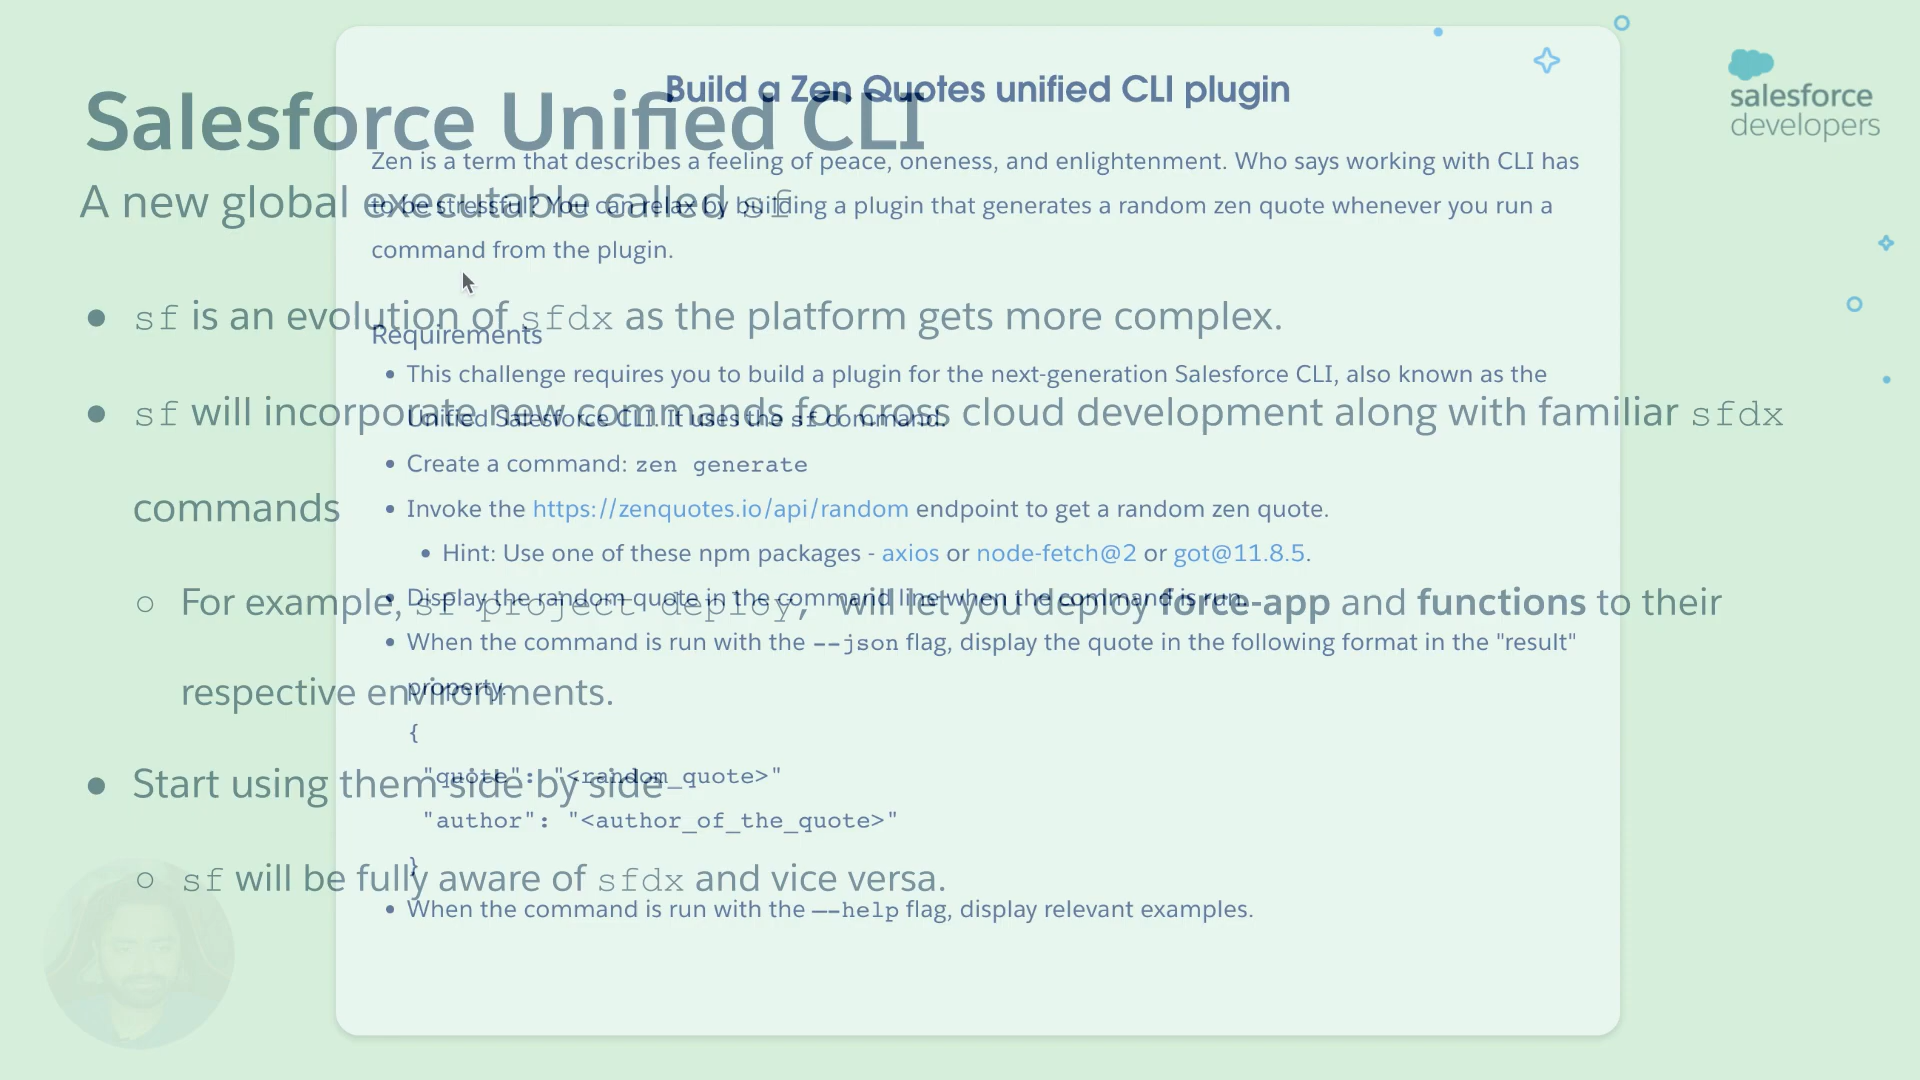 Salesforce Unified CLI
A new global executable called sf
● sf is an evolution of sfdx as the platform gets more complex.
● sf will incorporate new commands for cross cloud development along with familiar sfdx
commands
○ For example, sf project deploy, will let you deploy force-app and functions to their
respective environments.
● Start using them side by side
○ sf will be fully aware of sfdx and vice versa.
Build a Zen Quotes unified CLI plugin
Zen is a term that describes a feeling of peace, oneness, and enlightenment. Who says working with CLI has
to be stressful? You can relax by building a plugin that generates a random zen quote whenever you run a
command from the plugin.
Requirements
• This challenge requires you to build a plugin for the next-generation Salesforce CLI, also known as the
Unified Salesforce CLI. It uses the sf command.
• Create a command: zen generate
• Invoke the https://zenquotes.io/api/random endpoint to get a random zen quote.
• Hint: Use one of these npm packages - axios or node-fetch@2 or got@11.8.5.
• Display the random quote in the command line when the command is run.
• When the command is run with the --json flag, display the quote in the following format in the "result"
property.
{
"quote": "<random_quote>"
"author": "<author_of_the_quote>"
}
• When the command is run with the --help flag, display relevant examples.
salesforce
developers